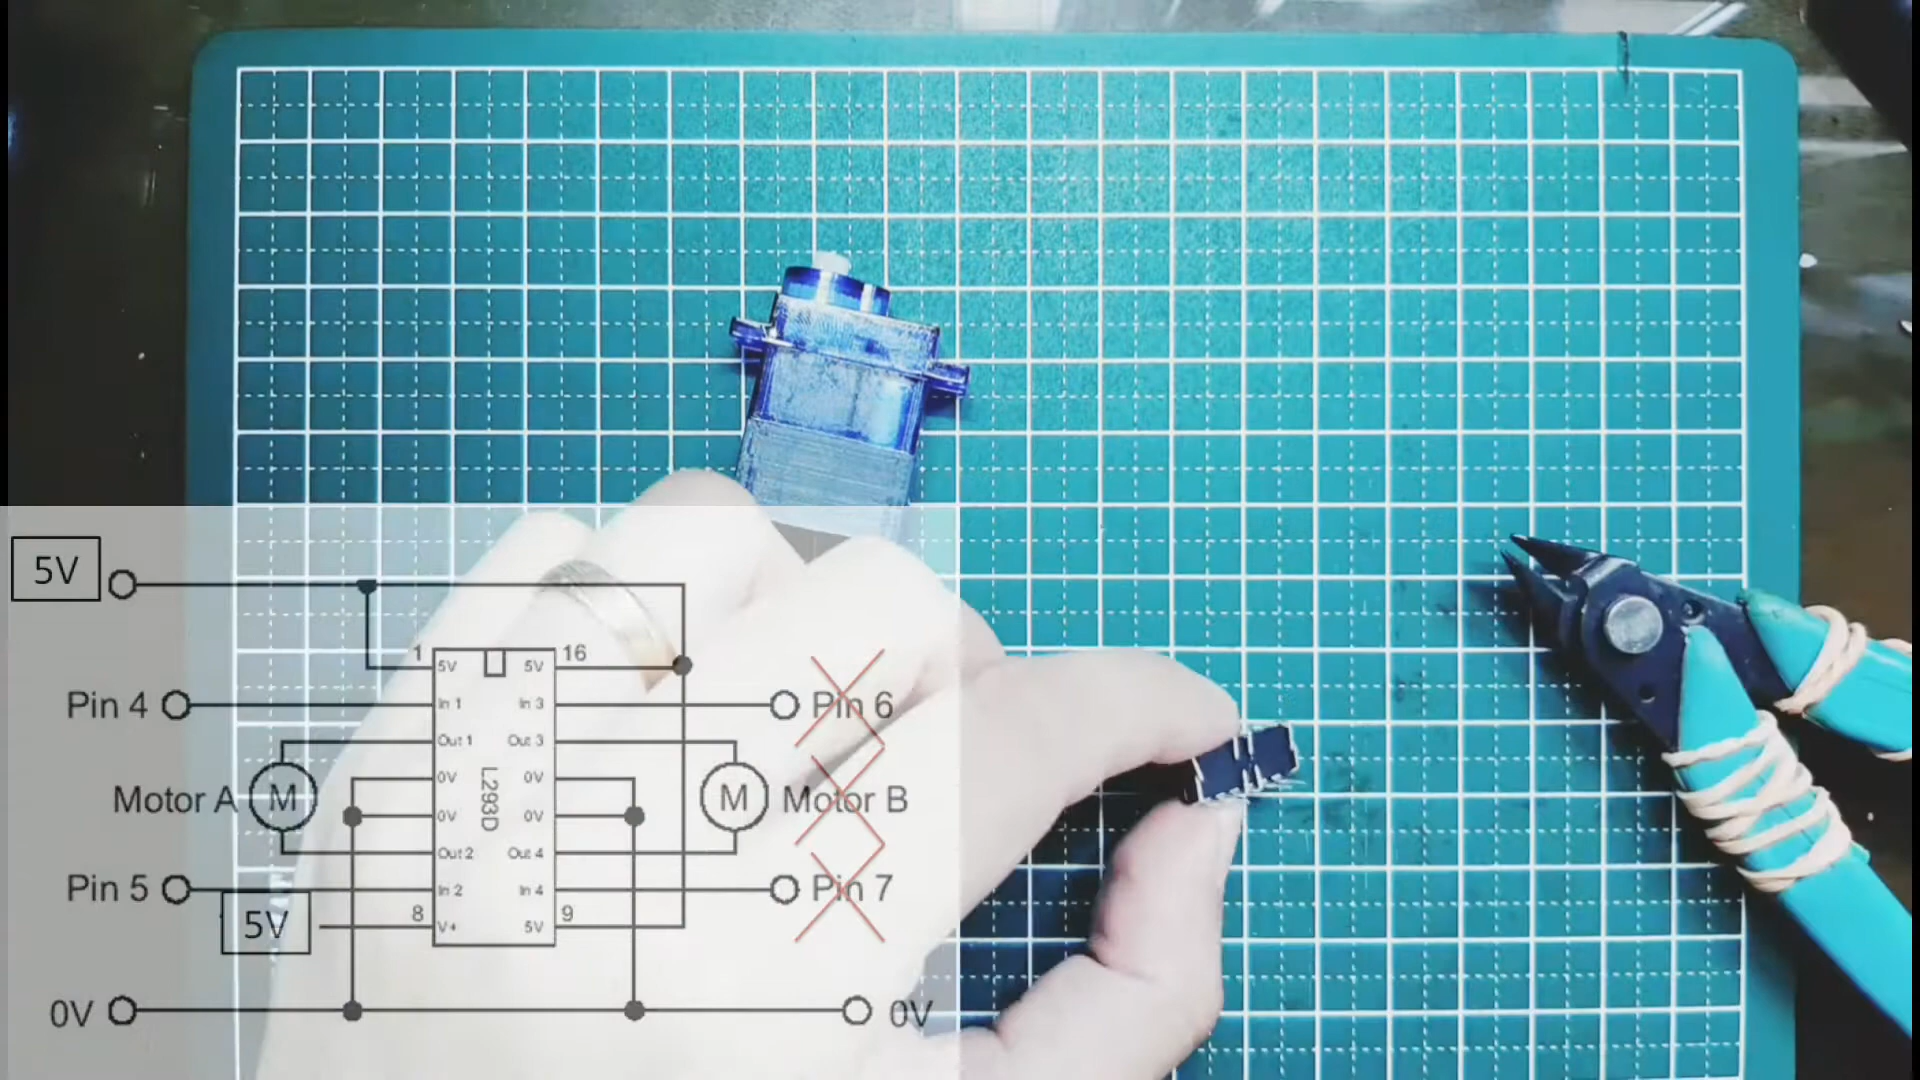 5V
1 16
5V 5V
Pin 4 In 1 In 3 Pin 6
Out 1 Out 3
0V 0V
Motor A M L293D M Motor B
0V 0V
Out 2 Out 4
Pin 5 In 2 In 4 Pin 7
8 9
5V V+ 5V
0V 0V